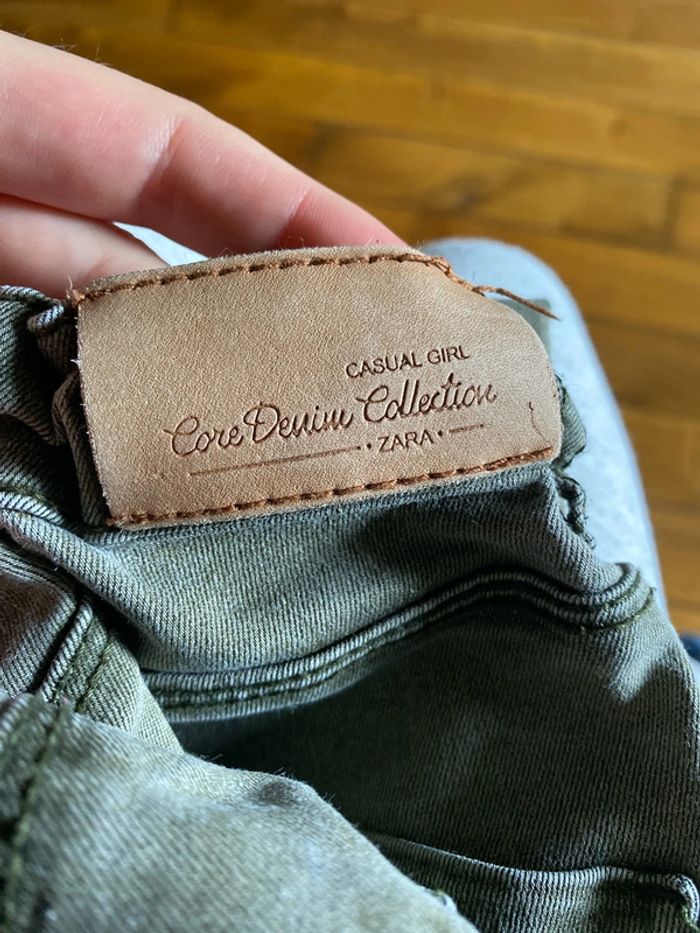 CASUAL GIRL
Core Denim Collection
• ZARA •